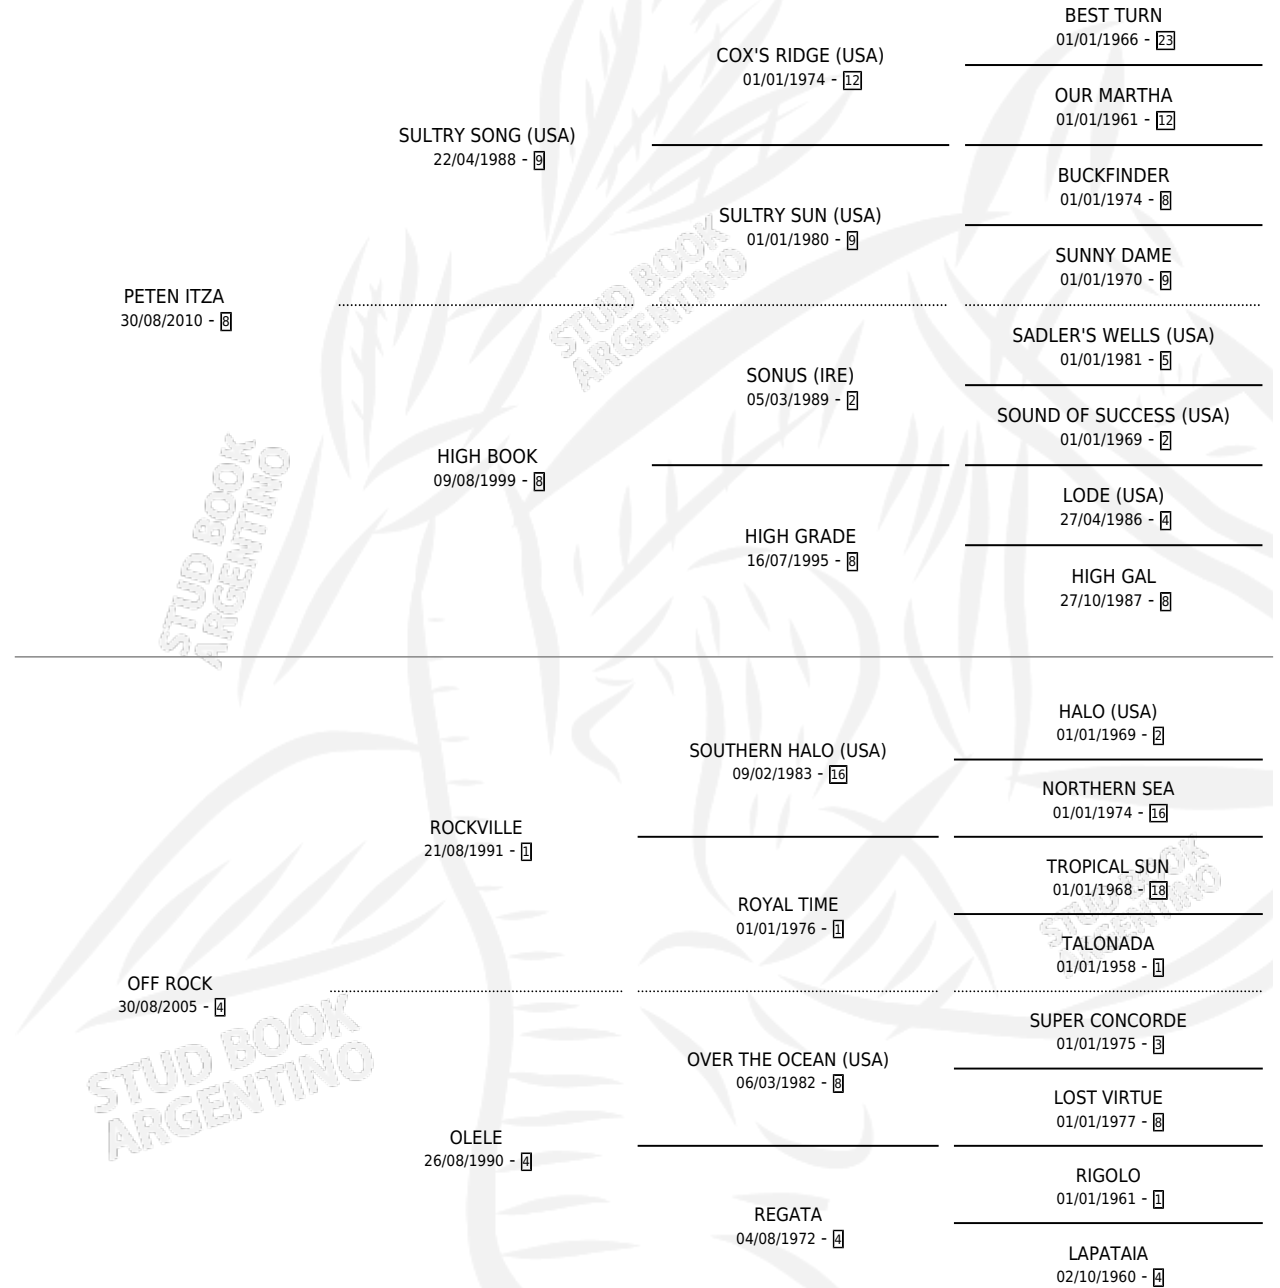 BEST TURN
01/01/1966 - 23
COX'S RIDGE (USA)
01/01/1974 - 12
OUR MARTHA
01/01/1961 - 12
SULTRY SONG (USA)
22/04/1988 - 9
BUCKFINDER
01/01/1974 - 8
SULTRY SUN (USA)
01/01/1980 - 9
SUNNY DAME
01/01/1970 - 9
PETEN ITZA
30/08/2010 - 8
SADLER'S WELLS (USA)
01/01/1981 - 5
SONUS (IRE)
05/03/1989 - 2
SOUND OF SUCCESS (USA)
01/01/1969 - 2
HIGH BOOK
09/08/1999 - 8
LODE (USA)
27/04/1986 - 4
HIGH GRADE
16/07/1995 - 8
HIGH GAL
27/10/1987 - 8
STUD BOOK
ARGENTINO
STUD BOOK
ARGENTINO
HALO (USA)
01/01/1969 - 2
SOUTHERN HALO (USA)
09/02/1983 - 16
NORTHERN SEA
01/01/1974 - 16
ROCKVILLE
21/08/1991 - 1
TROPICAL SUN
01/01/1968 - 18
ROYAL TIME
01/01/1976 - 1
TALONADA
01/01/1958 - 1
OFF ROCK
30/08/2005 - 4
SUPER CONCORDE
01/01/1975 - 3
OVER THE OCEAN (USA)
06/03/1982 - 8
LOST VIRTUE
01/01/1977 - 8
OLELE
26/08/1990 - 4
RIGOLO
01/01/1961 - 1
REGATA
04/08/1972 - 4
LAPATAIA
02/10/1960 - 4
STUD BOOK
ARGENTINO
STUD BOOK
ARGENTINO